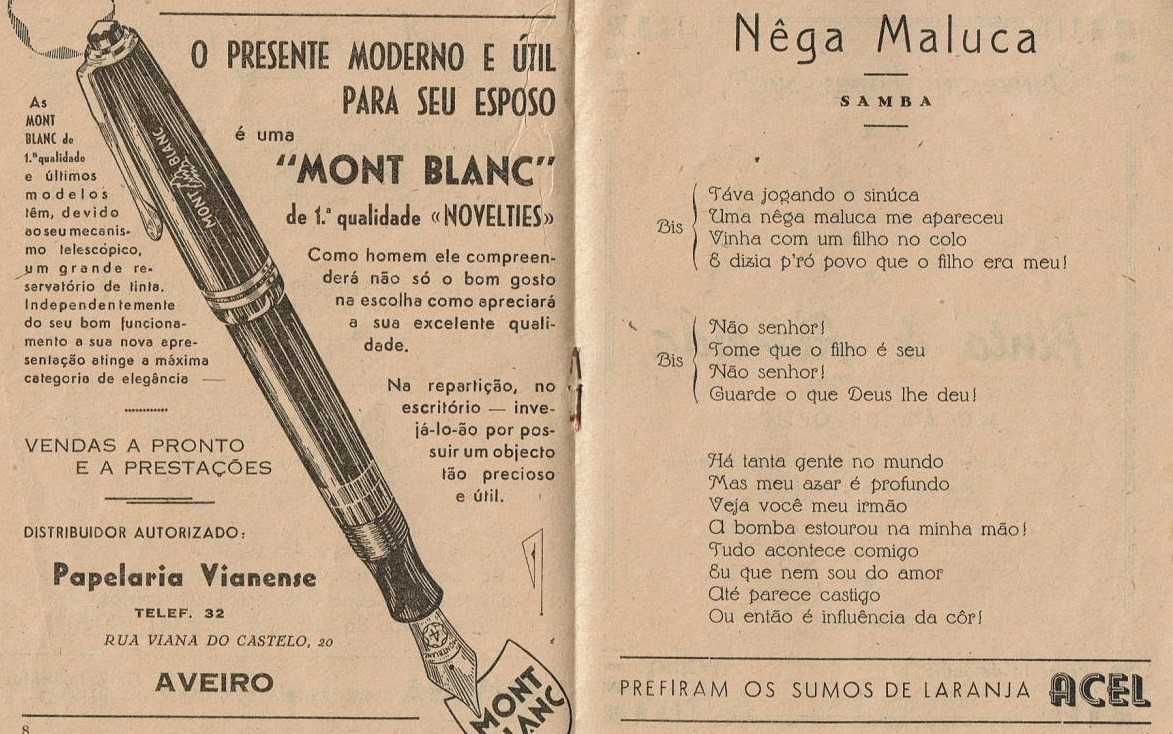 O PRESENTE MODERNO E ÚTIL
PARA SEU ESPOSO
é uma
“MONT BLANC”
de 1.ª qualidade «NOVELTIES»
Como homem ele compreen-
derá não só o bom gosto
na escolha como apreciará
a sua excelente quali-
dade.
Na repartição, no
escritório — inve-
já-lo-ão por pos-
suir um objecto
tão precioso
e útil.
As
MONT
BLANC de
1.ª qualidade
e últimos
modelos
têm, devido
ao seu mecanis-
mo telescópico,
um grande re-
servatório de tinta.
Independentemente
do seu bom funciona-
mento a sua nova apre-
sentação atinge a máxima
categoria de elegância —
MONT BLANC
VENDAS A PRONTO
E A PRESTAÇÕES
DISTRIBUIDOR AUTORIZADO:
Papelaria Vianense
TELEF. 32
RUA VIANA DO CASTELO, 20
AVEIRO
MONTBLANC
MONT
BLANC
8
Nêga Maluca
SAMBA
Bis
Táva jogando o sinúca
Uma nêga maluca me apareceu
Vinha com um filho no colo
E dizia p'ró povo que o filho era meu!
Bis
Não senhor!
Tome que o filho é seu
Não senhor!
Guarde o que Deus lhe deu!
Há tanta gente no mundo
Mas meu azar é profundo
Veja você meu irmão
A bomba estourou na minha mão!
Tudo acontece comigo
Eu que nem sou do amor
Até parece castigo
Ou então é influência da côr!
PREFIRAM OS SUMOS DE LARANJA ACEL